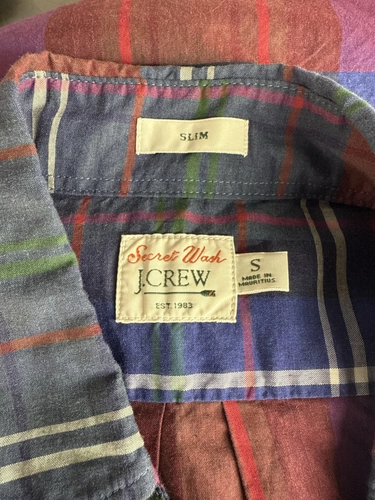 SLIM
Secret Wash
J.CREW
EST. 1983
S
MADE IN
MAURITIUS